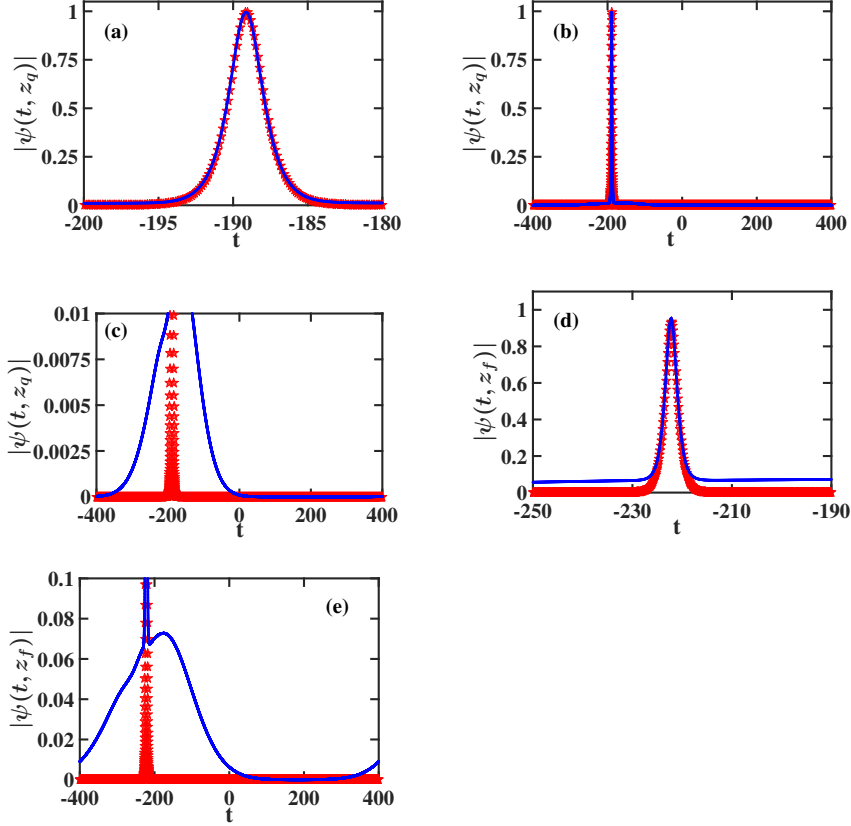 (a)
|ψ(t, z_q)|
1
0.75
0.5
0.25
0
-200 -195 -190 -185 -180
t
(b)
|ψ(t, z_q)|
1
0.75
0.5
0.25
0
-400 -200 0 200 400
t
(c)
|ψ(t, z_q)|
0.01
0.0075
0.005
0.0025
0
-400 -200 0 200 400
t
(d)
|ψ(t, z_f)|
1
0.8
0.6
0.4
0.2
0
-250 -230 -210 -190
t
(e)
|ψ(t, z_f)|
0.1
0.08
0.06
0.04
0.02
0
-400 -200 0 200 400
t